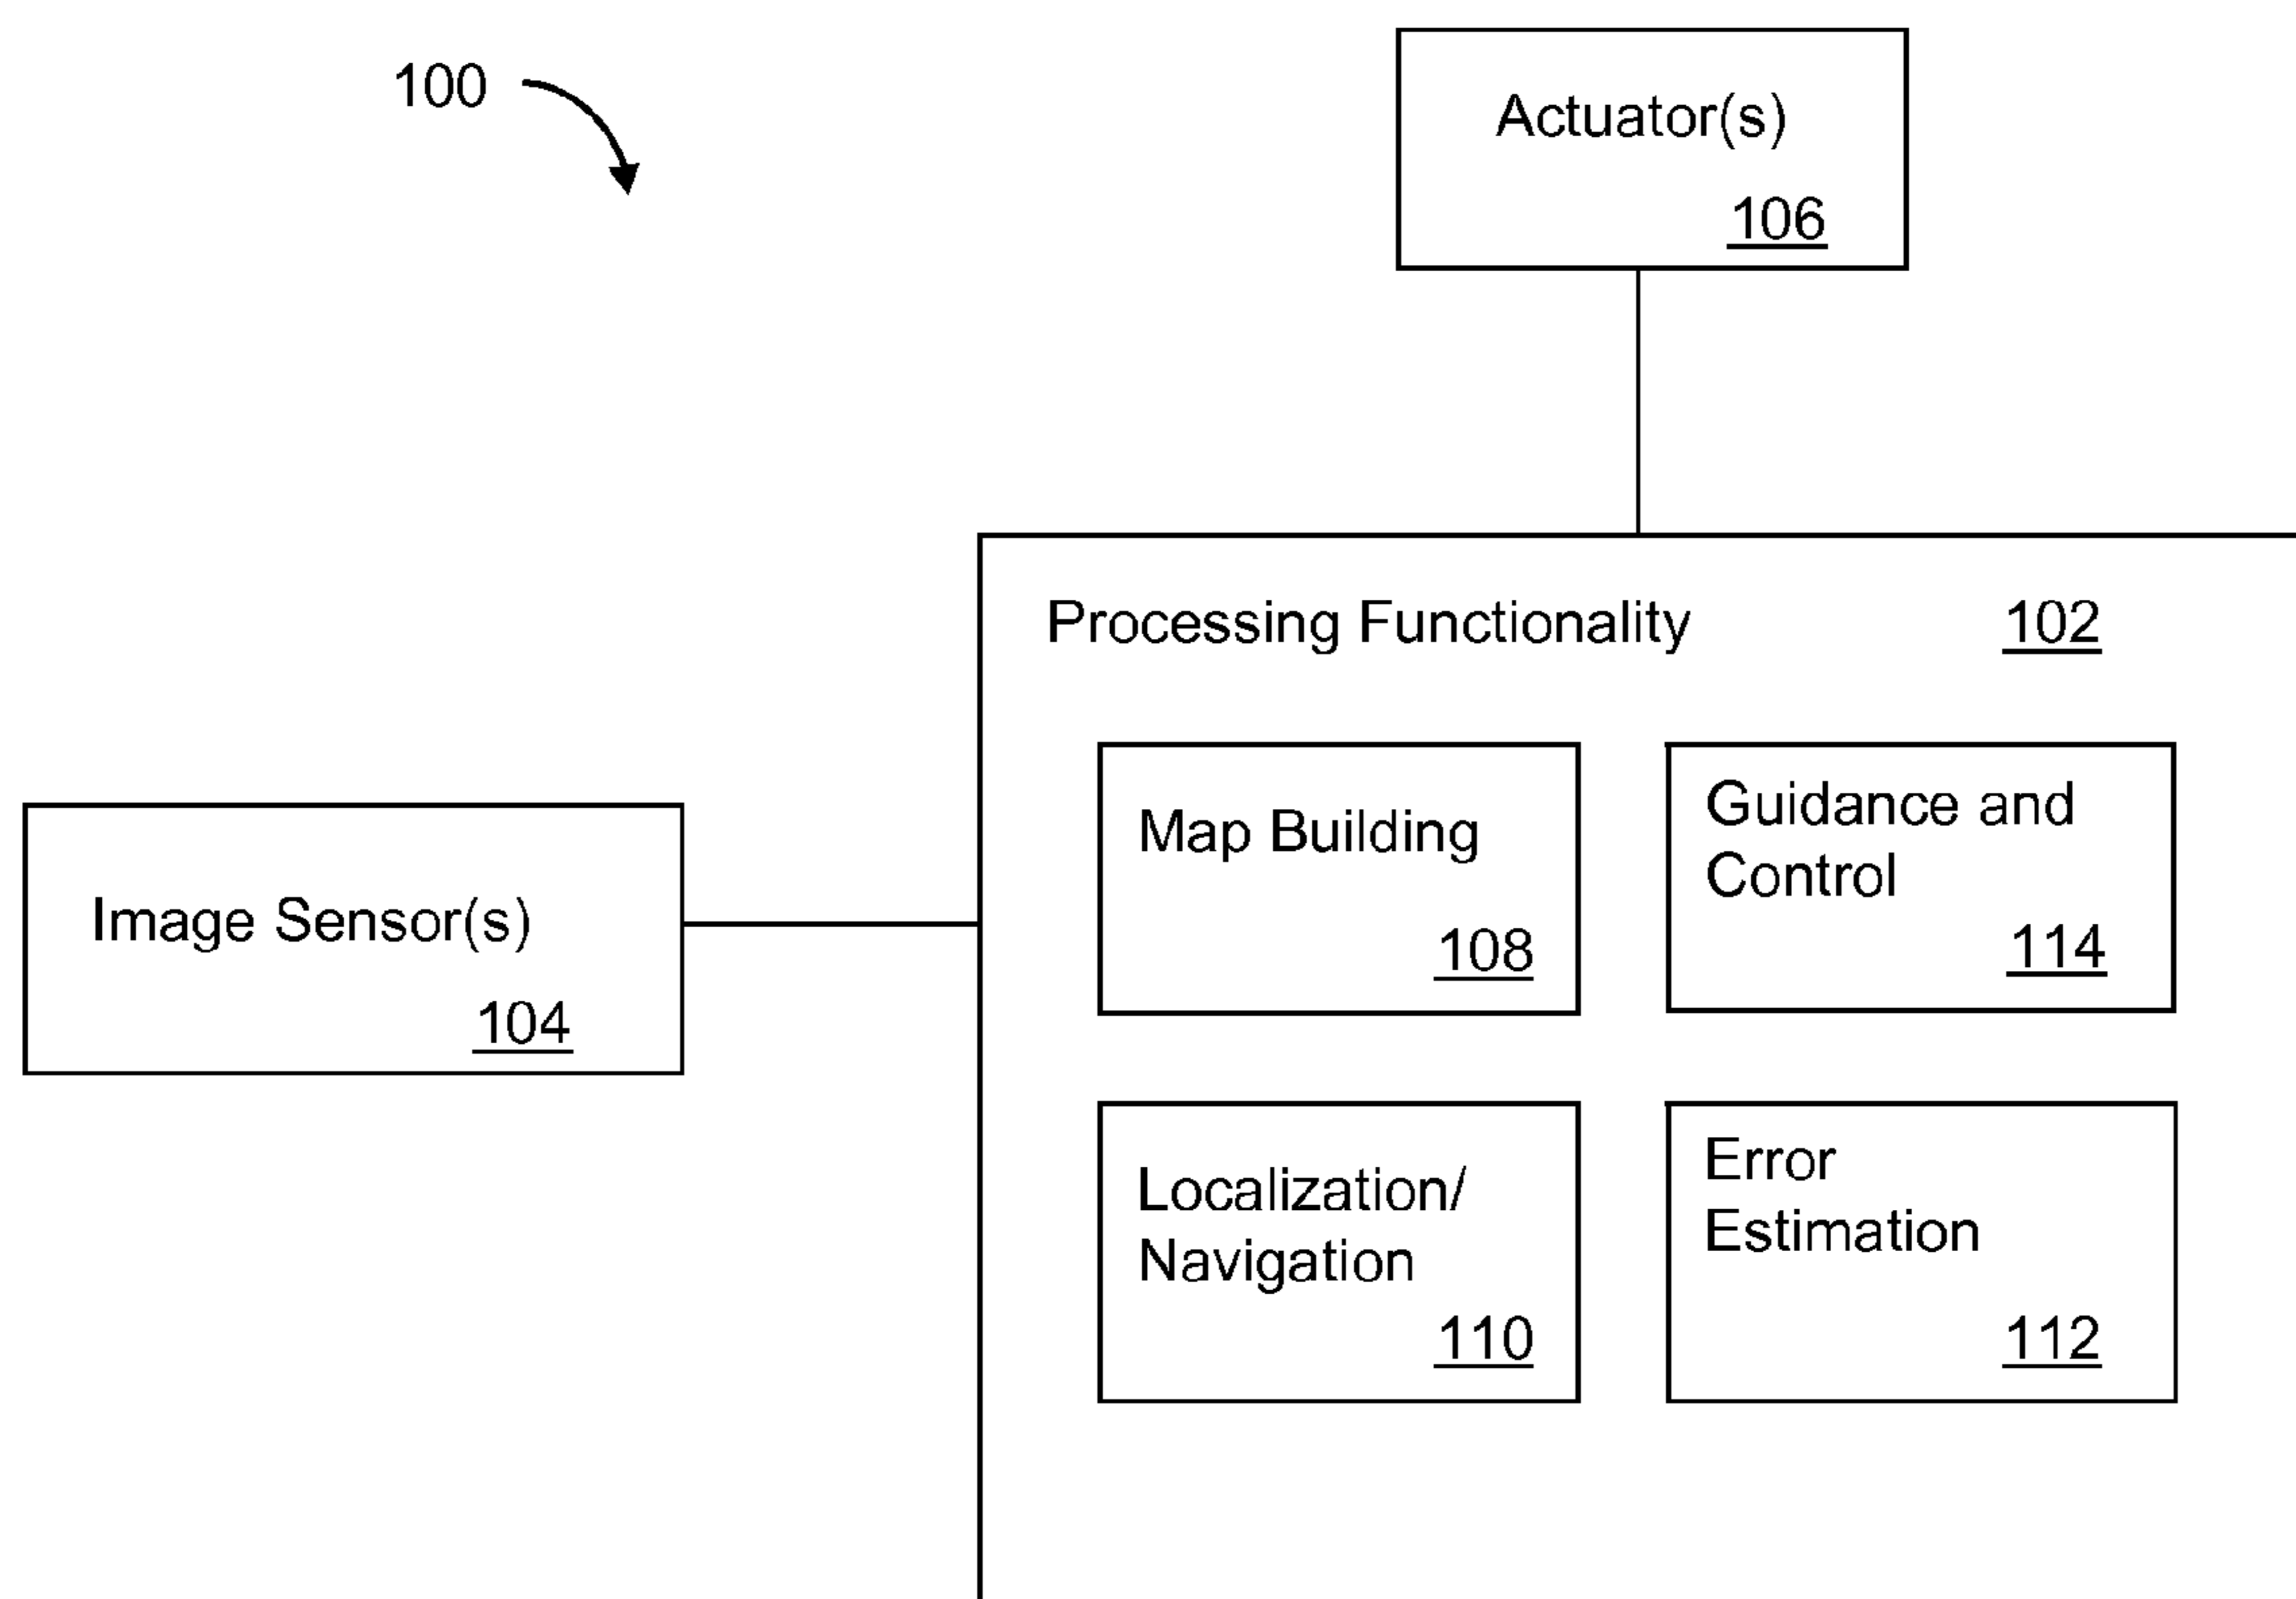 100
Actuator(s)
106
Processing Functionality 102
Map Building
108
Guidance and
Control
114
Image Sensor(s)
104
Localization/
Navigation
110
Error
Estimation
112